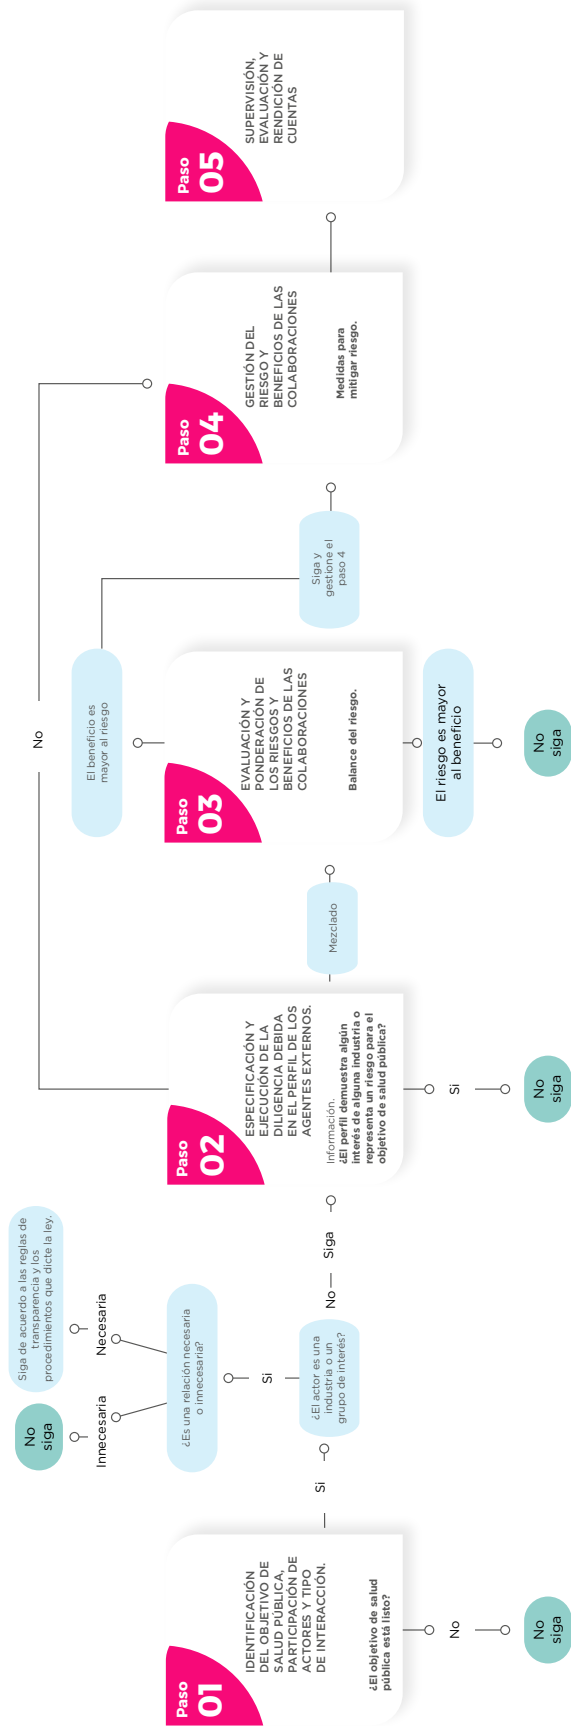 Paso
01
IDENTIFICACIÓN
DEL OBJETIVO DE
SALUD PÚBLICA,
PARTICIPACIÓN DE
ACTORES Y TIPO
DE INTERACCIÓN.
¿El objetivo de salud
pública está listo?
No
No
siga
Si
¿El actor es una
industria o un
grupo de interés?
Si
¿Es una relación necesaria
o innecesaria?
Innecesaria
No
siga
Necesaria
Siga de acuerdo a las reglas de
transparencia y los
procedimientos que dicte la ley.
No
Siga
Paso
02
ESPECIFICACIÓN Y
EJECUCIÓN DE LA
DILIGENCIA DEBIDA
EN EL PERFIL DE LOS
AGENTES EXTERNOS.
Información.
¿El perfil demuestra algún
interés de alguna industria o
representa un riesgo para el
objetivo de salud pública?
Si
No
siga
No
Mezclado
Paso
03
EVALUACIÓN Y
PONDERACIÓN DE
LOS RIESGOS Y
BENEFICIOS DE LAS
COLABORACIONES
Balance del riesgo.
El beneficio es
mayor al riesgo
El riesgo es mayor
al beneficio
No
siga
Siga y
gestione el
paso 4
Paso
04
GESTIÓN DEL
RIESGO Y
BENEFICIOS DE LAS
COLABORACIONES
Medidas para
mitigar riesgo.
Paso
05
SUPERVISIÓN,
EVALUACIÓN Y
RENDICIÓN DE
CUENTAS